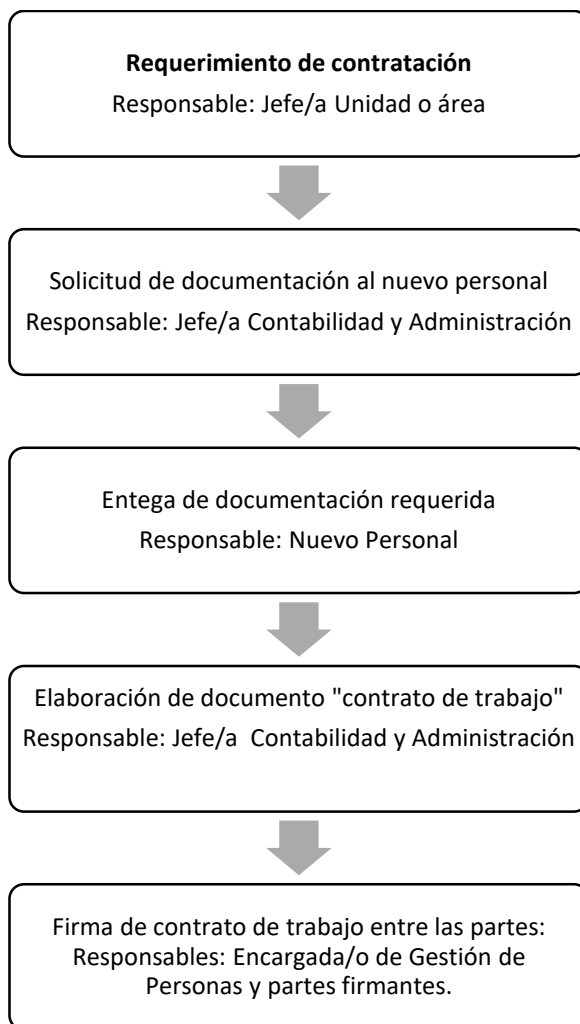 Requerimiento de contratación
Responsable: Jefe/a Unidad o área
Solicitud de documentación al nuevo personal
Responsable: Jefe/a Contabilidad y Administración
Entega de documentación requerida
Responsable: Nuevo Personal
Elaboración de documento "contrato de trabajo"
Responsable: Jefe/a  Contabilidad y Administración
Firma de contrato de trabajo entre las partes:
Responsables: Encargada/o de Gestión de
Personas y partes firmantes.